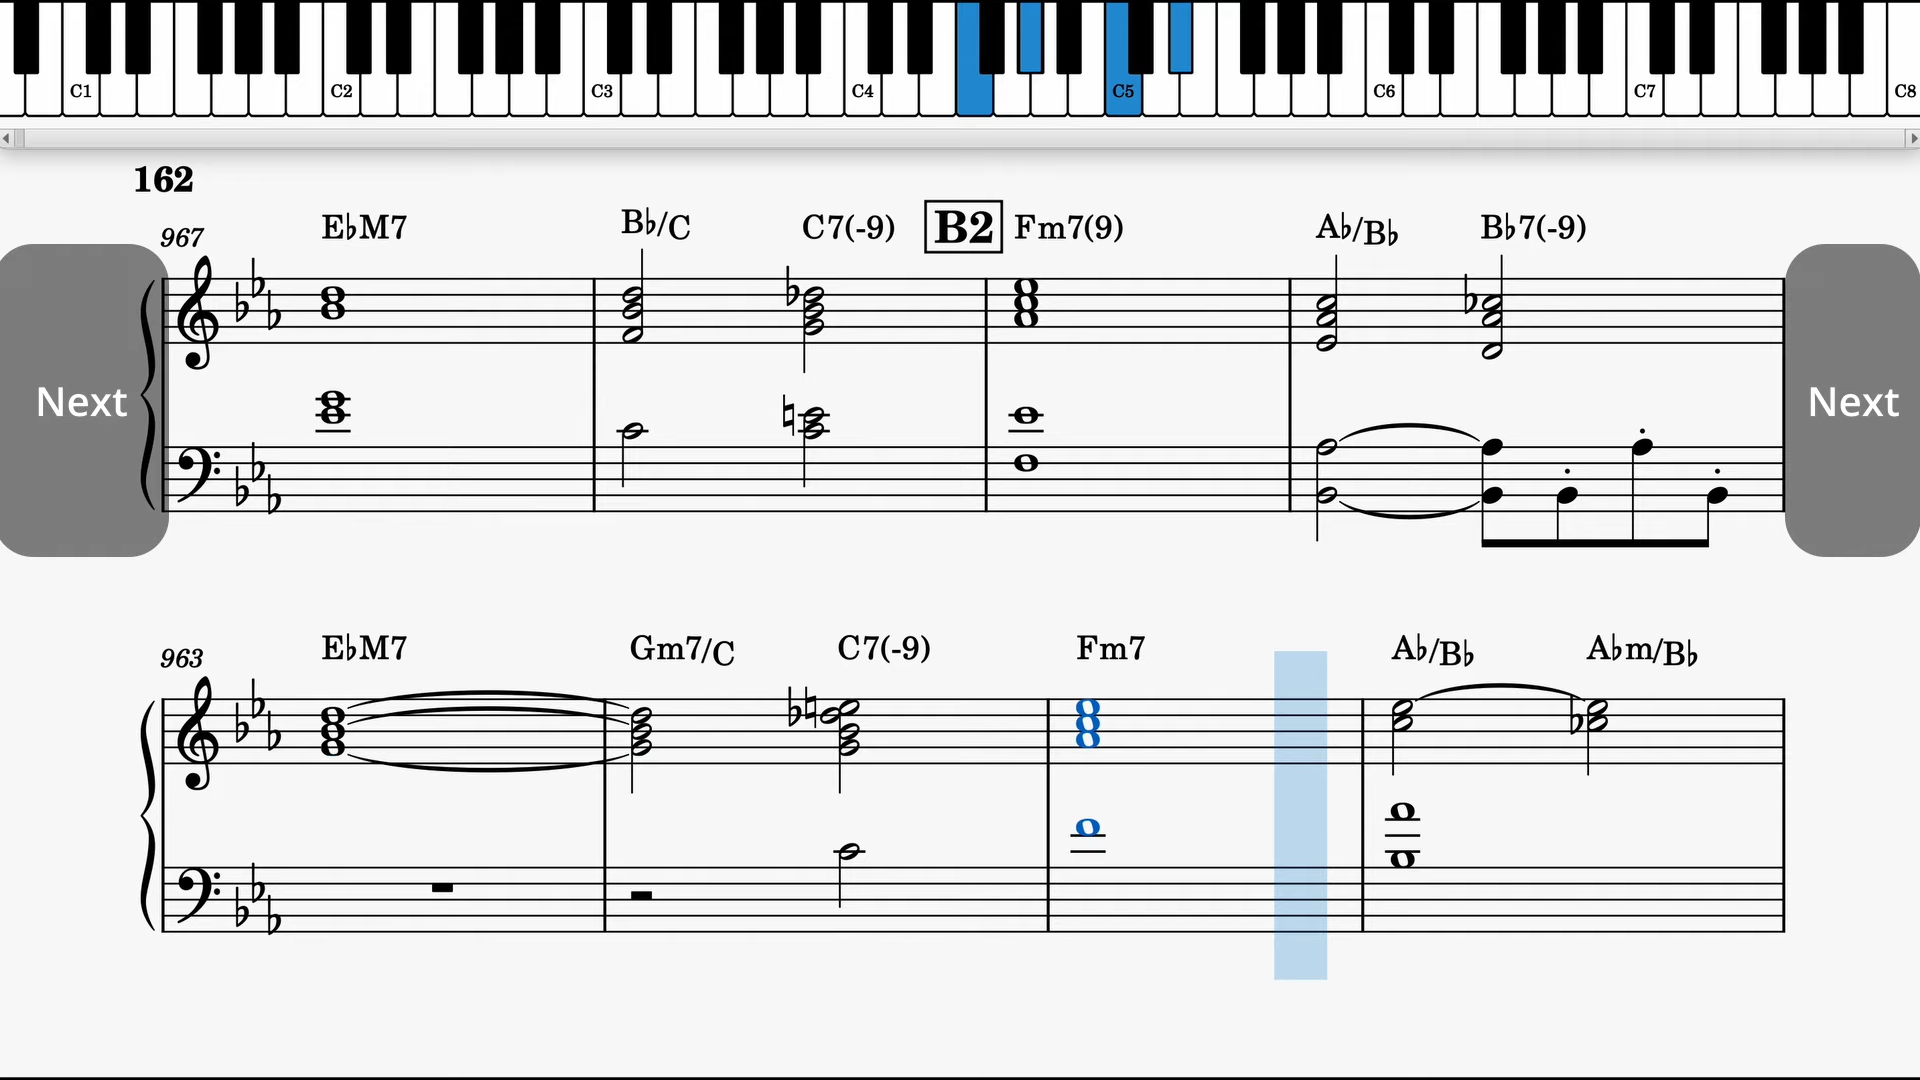 C1 C2 C3 C4 C5 C6 C7 C8
162
967 E♭M7 B♭/C C7(-9) B2 Fm7(9) A♭/B♭ B♭7(-9)
Next Next
963 E♭M7 Gm7/C C7(-9) Fm7 A♭/B♭ A♭m/B♭